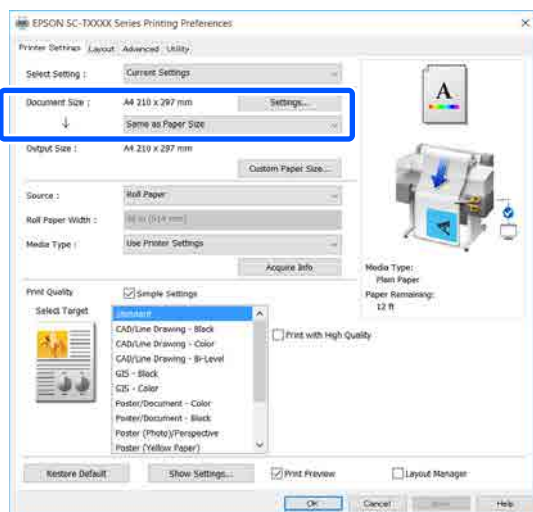 EPSON SC-TXXXX Series Printing Preferences
Printer Settings Layout Advanced Utility
Select Setting : Current Settings
Document Size : A4 210 x 297 mm Settings...
↓ Same as Paper Size
Output Size : A4 210 x 297 mm
Custom Paper Size...
Source : Roll Paper
Roll Paper Width :
Media Type : Use Printer Settings
Acquire Info
A
Media Type:
Plain Paper
Paper Remaining:
12 ft
Print Quality Simple Settings
Select Target Standard
CAD/Line Drawing - Black
CAD/Line Drawing - Color
CAD/Line Drawing - Bi-Level
GIS - Black
GIS - Color
Poster/Document - Color
Poster/Document - Black
Poster (Photo)/Perspective
Poster (Yellow Paper)
Print with High Quality
Restore Default Show Settings... Print Preview Layout Manager
OK Cancel Help